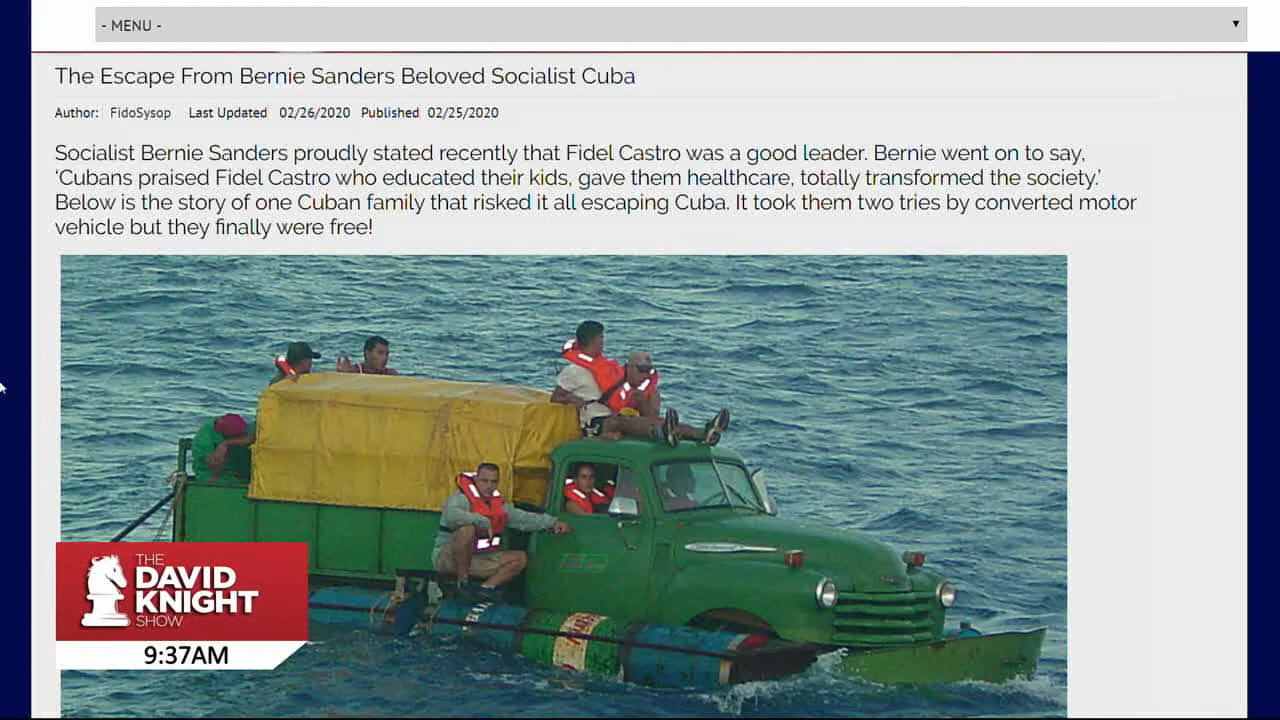 - MENU -
The Escape From Bernie Sanders Beloved Socialist Cuba
Author: FidoSysop Last Updated 02/26/2020 Published 02/25/2020
Socialist Bernie Sanders proudly stated recently that Fidel Castro was a good leader. Bernie went on to say,
‘Cubans praised Fidel Castro who educated their kids, gave them healthcare, totally transformed the society.’
Below is the story of one Cuban family that risked it all escaping Cuba. It took them two tries by converted motor
vehicle but they finally were free!
THE
DAVID
KNIGHT
SHOW
9:37AM